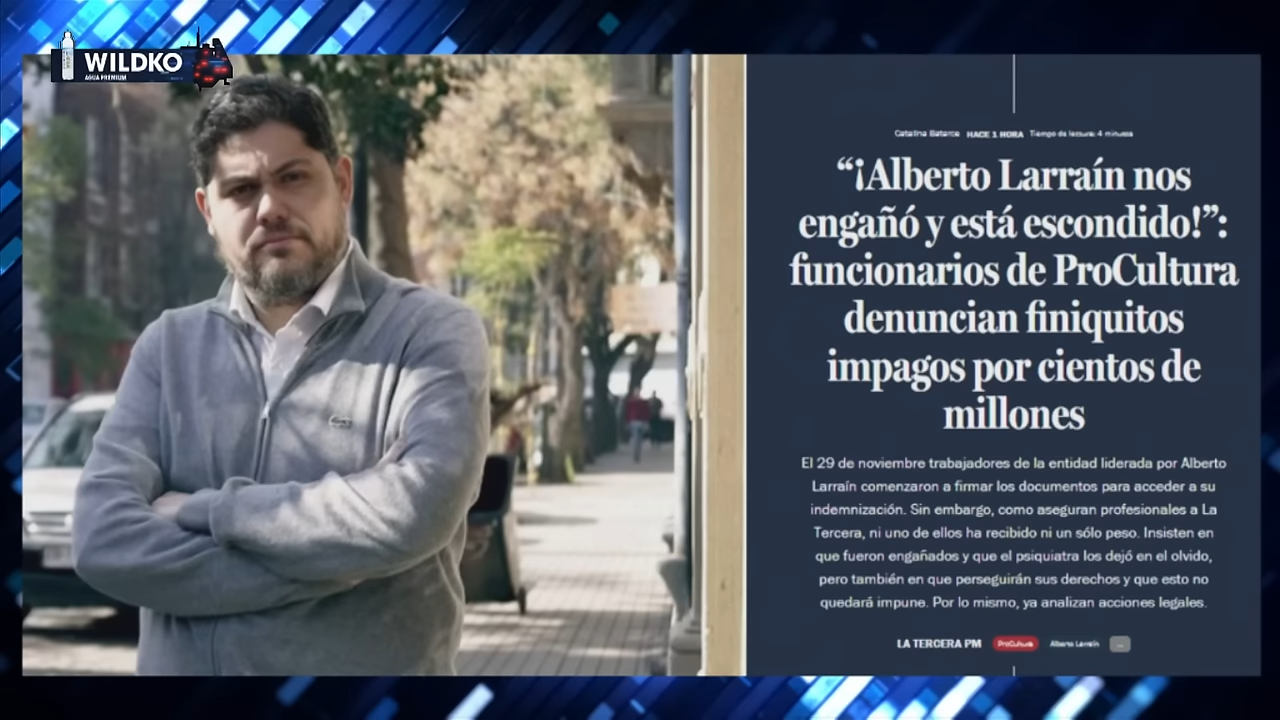 WILDKO
AGUA PREMIUM
Catalina Batarce HACE 1 HORA Tiempo de lectura: 4 minutos
“¡Alberto Larraín nos
engañó y está escondido!”:
funcionarios de ProCultura
denuncian finiquitos
impagos por cientos de
millones
El 29 de noviembre trabajadores de la entidad liderada por Alberto
Larraín comenzaron a firmar los documentos para acceder a su
indemnización. Sin embargo, como aseguran profesionales a La
Tercera, ni uno de ellos ha recibido ni un sólo peso. Insisten en
que fueron engañados y que el psiquiatra los dejó en el olvido,
pero también en que perseguirán sus derechos y que esto no
quedará impune. Por lo mismo, ya analizan acciones legales.
LA TERCERA PM ProCultura Alberto Larraín ...